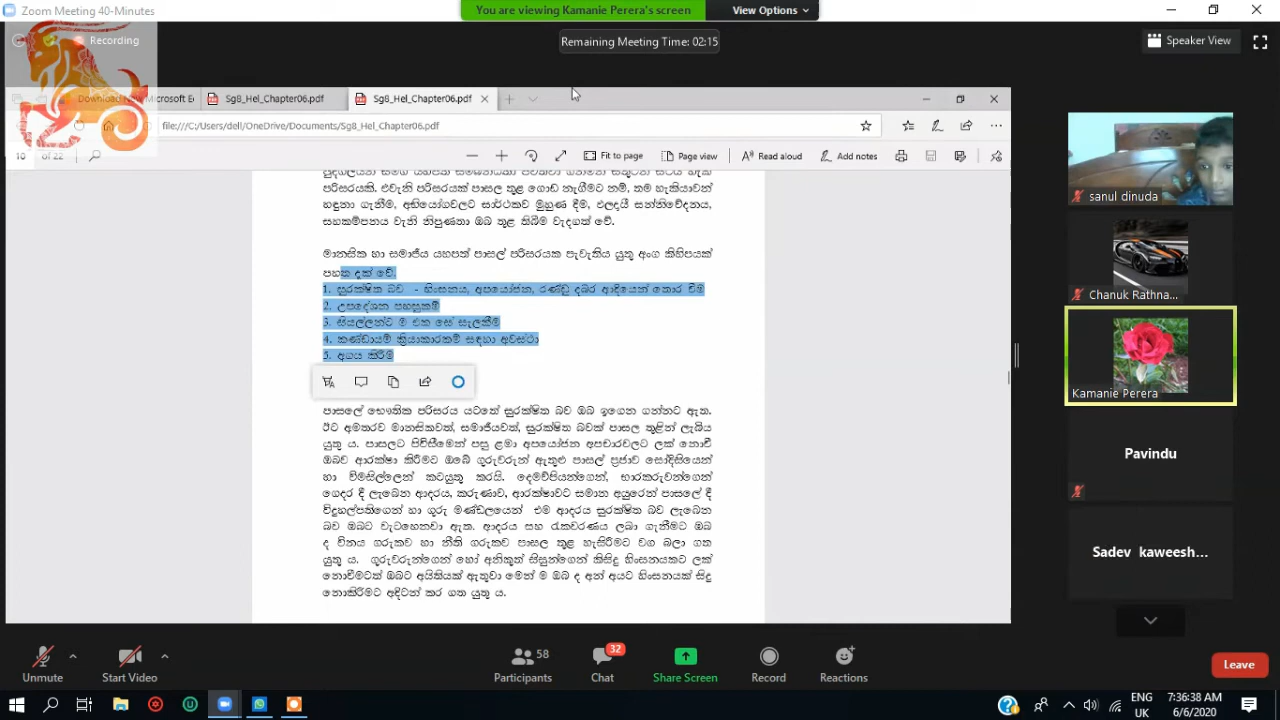 Zoom Meeting 40-Minutes
You are viewing Kamanie Perera's screen
View Options
Recording
Remaining Meeting Time: 02:15
Speaker View
Download New Microsoft E
Sg8_Hel_Chapter06.pdf
Sg8_Hel_Chapter06.pdf
file:///C:/Users/dell/OneDrive/Documents/Sg8_Hel_Chapter06.pdf
10 of 22
Fit to page
Page view
Read aloud
Add notes
පරිසරයකි. එවැනි පරිසරයක් පාසල තුළ ගොඩ නැගීමට නම්, තම හැකියාවන්
හඳුනා ගැනීම, අභියෝගවලට සාර්ථකව මුහුණ දීම, ඵලදායී සන්නිවේදනය,
සහකම්පනය වැනි නිපුණතා ඔබ තුළ තිබීම වැදගත් වේ.
මානසික හා සමාජීය යහපත් පාසල් පරිසරයක පැවැතිය යුතු අංග කිහිපයක්
පහත දැක් වේ.
1. සුරක්ෂිත බව - හිංසනය, අපයෝජන, රණ්ඩු දබර ආදියෙන් තොර වීම
2. උපදේශන පහසුකම්
3. සියල්ලන්ට ම එක සේ සැලකීම
4. කණ්ඩායම් ක්‍රියාකාරකම් සඳහා අවස්ථා
5. අගය කිරීම
පාසලේ භෞතික පරිසරය යටතේ සුරක්ෂිත බව ඔබ ඉගෙන ගන්නට ඇත.
ඊට අමතරව මානසිකවත්, සමාජීයවත්, සුරක්ෂිත බවක් පාසල තුළින් ලැබිය
යුතු ය. පාසලට පිවිසීමෙන් පසු ළමා අපයෝජන අපචාරවලට ලක් නොවී
ඔබව ආරක්ෂා කිරීමට ඔබේ ගුරුවරුන් ඇතුළු පාසල් ප්‍රජාව සෝදිසියෙන්
හා විමසිල්ලෙන් කටයුතු කරයි. දෙමව්පියන්ගෙන්, භාරකරුවන්ගෙන්
ගෙදර දී ලැබෙන ආදරය, කරුණාව, ආරක්ෂාවට සමාන අයුරෙන් පාසලේ දී
විදුහල්පතිගෙන් හා ගුරු මණ්ඩලයෙන් එම ආදරය සුරක්ෂිත බව ලැබෙන
බව ඔබට වැටහෙනවා ඇත. ආදරය සහ රැකවරණය ලබා ගැනීමට ඔබ
ද විනය ගරුකව හා නීති ගරුකව පාසල තුළ හැසිරීමට වග බලා ගත
යුතු ය. ගුරුවරුන්ගෙන් හෝ අනිකුත් සිසුන්ගෙන් කිසිදු හිංසනයකට ලක්
නොවීමටත් ඔබට අයිතියක් ඇතුවා මෙන් ම ඔබ ද අන් අයට හිංසනයක් සිදු
නොකිරීමට අදිටන් කර ගත යුතු ය.
sanul dinuda
Chanuk Rathna...
Kamanie Perera
Pavindu
Sadev kaweesh...
Unmute
Start Video
58
Participants
32
Chat
Share Screen
Record
Reactions
Leave
ENG
UK
7:36:38 AM
6/6/2020